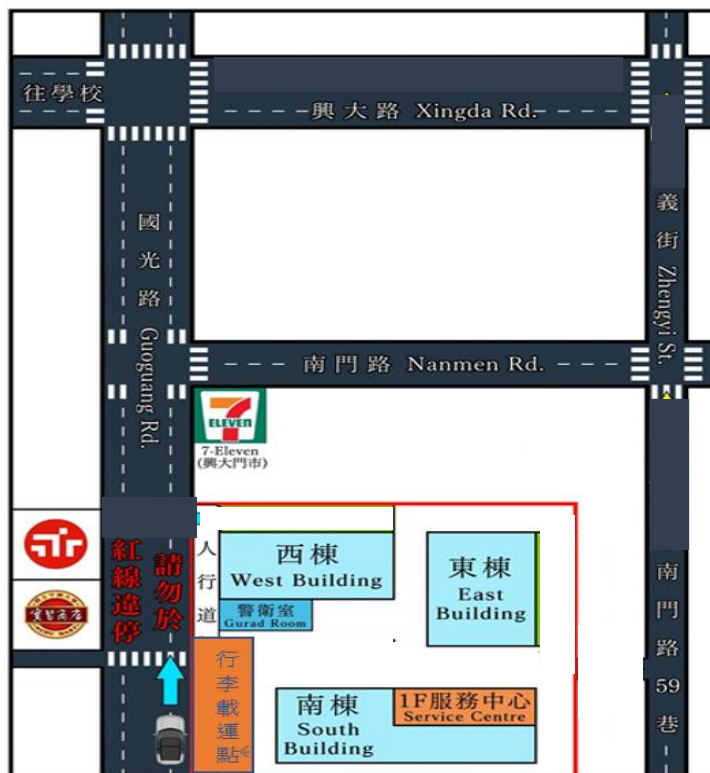 往學校
興大路 Xingda Rd.
國光路 Guoguang Rd.
義街 Zhengyi St.
南門路 Nanmen Rd.
ELEVEN
7-Eleven
(興大門市)
人行道
西棟
West Building
警衛室
Gurad Room
東棟
East
Building
請勿於
紅線違停
南門路59巷
行李載運點
南棟
South
Building
1F服務中心
Service Centre